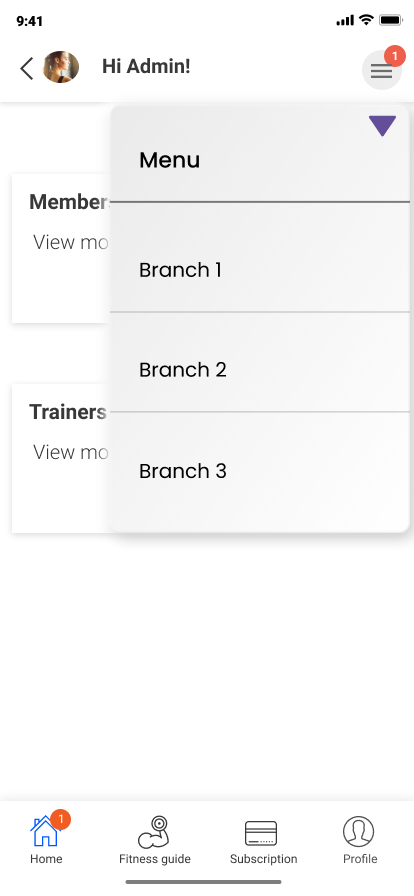 9:41
Hi Admin!
1
Menu
Member
View mo
Branch 1
Branch 2
Trainers
View mo
Branch 3
1
Home
Fitness guide
Subscription
Profile